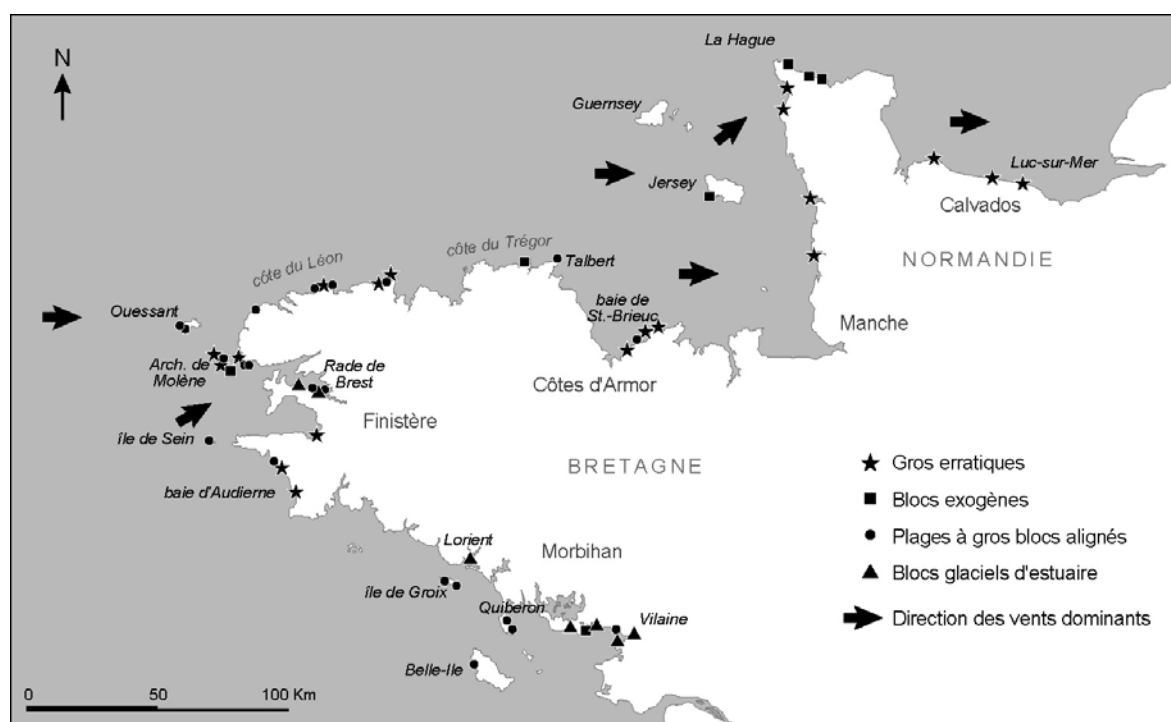 La Hague
N
Guernsey
Luc-sur-Mer
Jersey
Calvados
côte du Trégor
Talbert
NORMANDIE
côte du Léon
Ouessant
baie de
St.-Brieuc
Manche
Arch. de
Molène
Rade de
Brest
Côtes d'Armor
île de Sein
Finistère
BRETAGNE
Gros erratiques
baie d'Audierne
Blocs exogènes
Lorient
Morbihan
Plages à gros blocs alignés
Blocs glaciels d'estuaire
île de Groix
Quiberon
Vilaine
Direction des vents dominants
Belle-Ile
0 50 100 Km